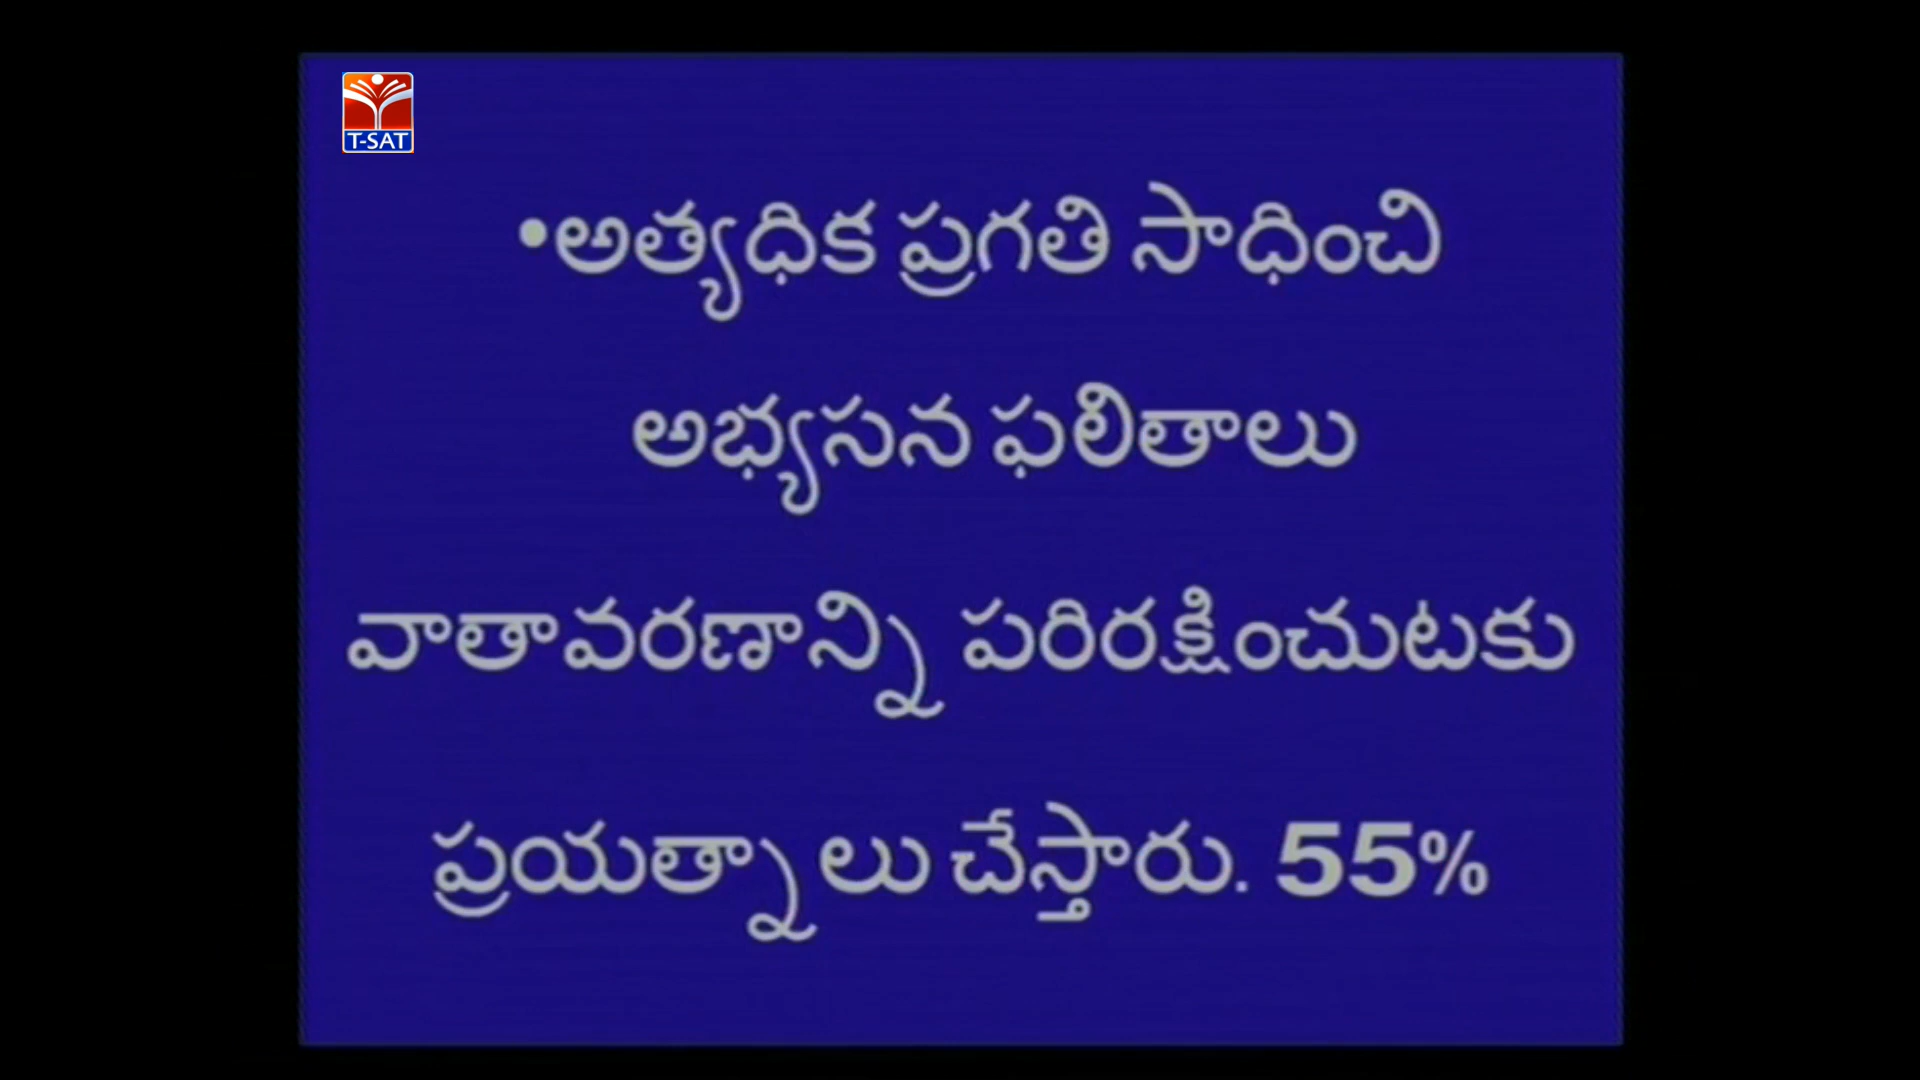 T-SAT
•అత్యధిక ప్రగతి సాధించి
అభ్యసన ఫలితాలు
వాతావరణాన్ని పరిరక్షించుటకు
ప్రయత్నాలు చేస్తారు. 55%